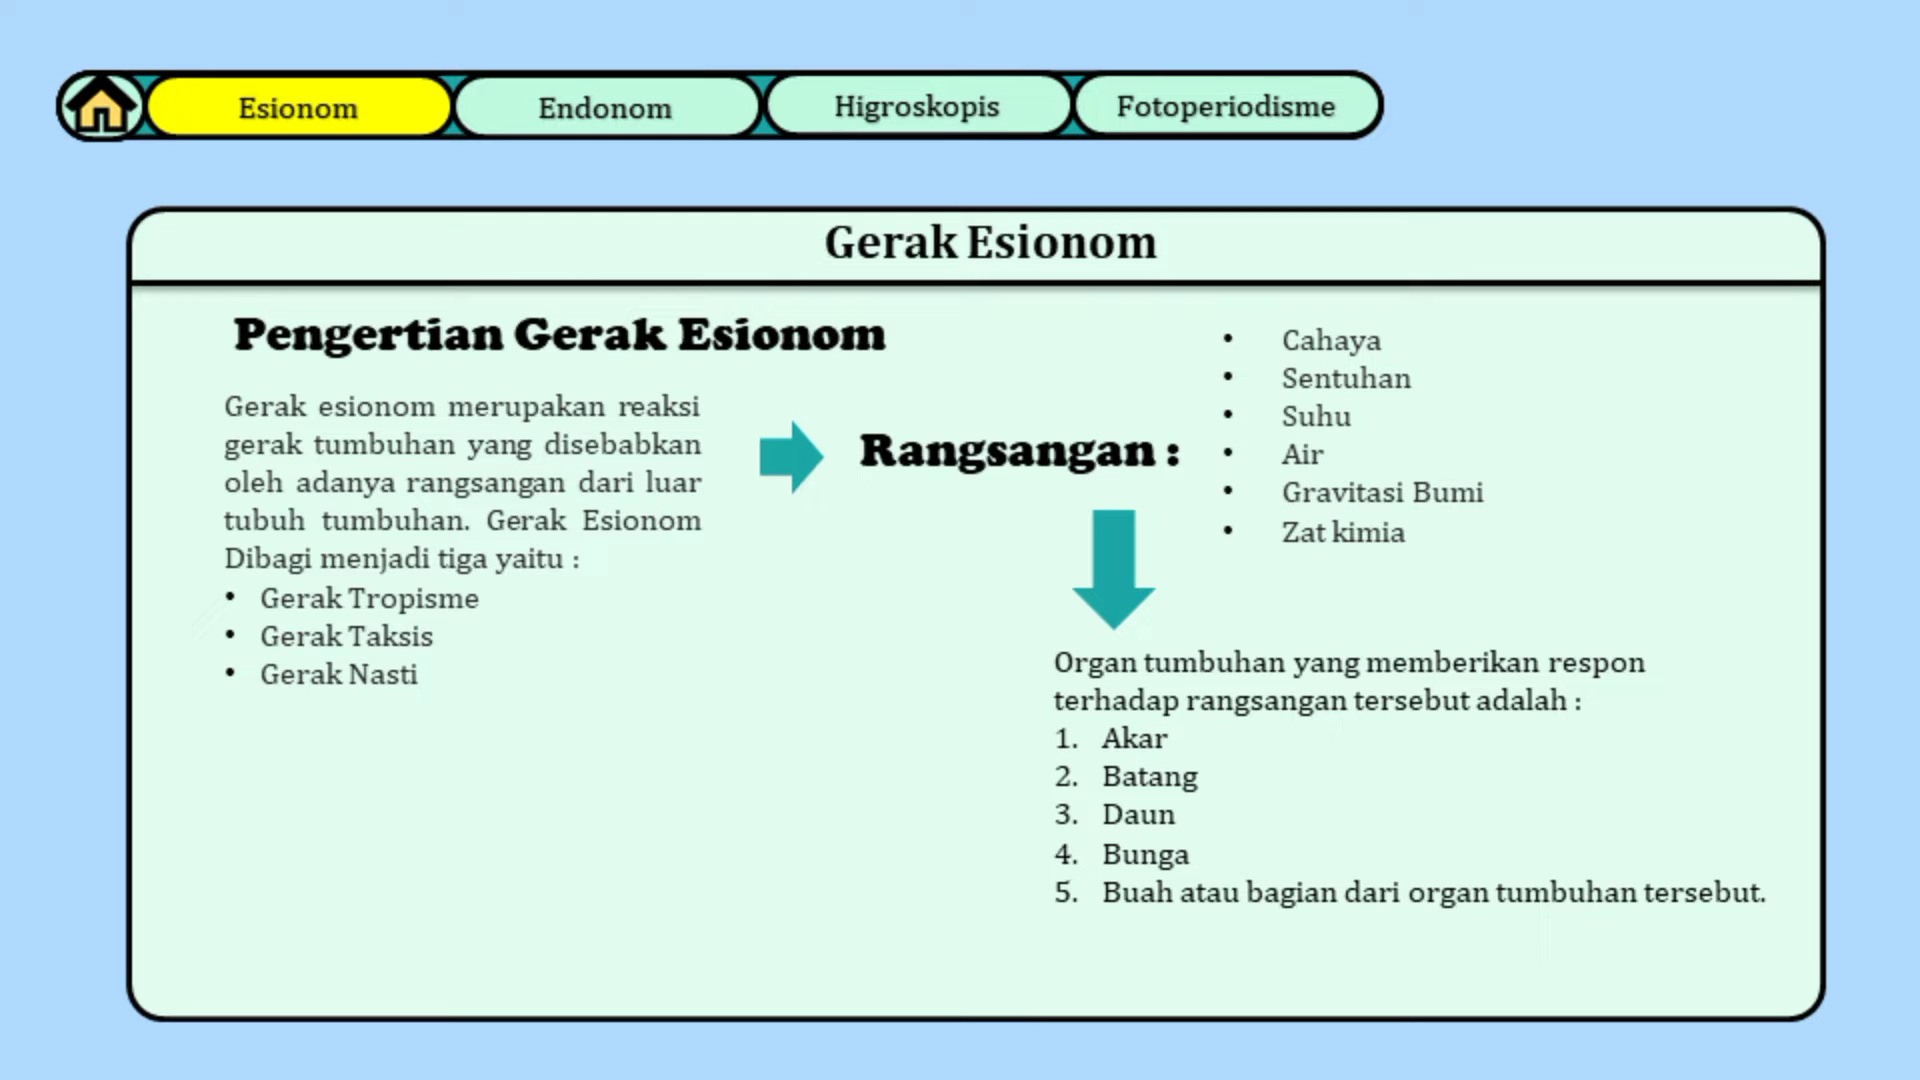 Esionom
Endonom
Higroskopis
Fotoperiodisme
Gerak Esionom
Pengertian Gerak Esionom
Gerak esionom merupakan reaksi
gerak tumbuhan yang disebabkan
oleh adanya rangsangan dari luar
tubuh tumbuhan. Gerak Esionom
Dibagi menjadi tiga yaitu :
• Gerak Tropisme
• Gerak Taksis
• Gerak Nasti
Rangsangan :
• Cahaya
• Sentuhan
• Suhu
• Air
• Gravitasi Bumi
• Zat kimia
Organ tumbuhan yang memberikan respon
terhadap rangsangan tersebut adalah :
1. Akar
2. Batang
3. Daun
4. Bunga
5. Buah atau bagian dari organ tumbuhan tersebut.